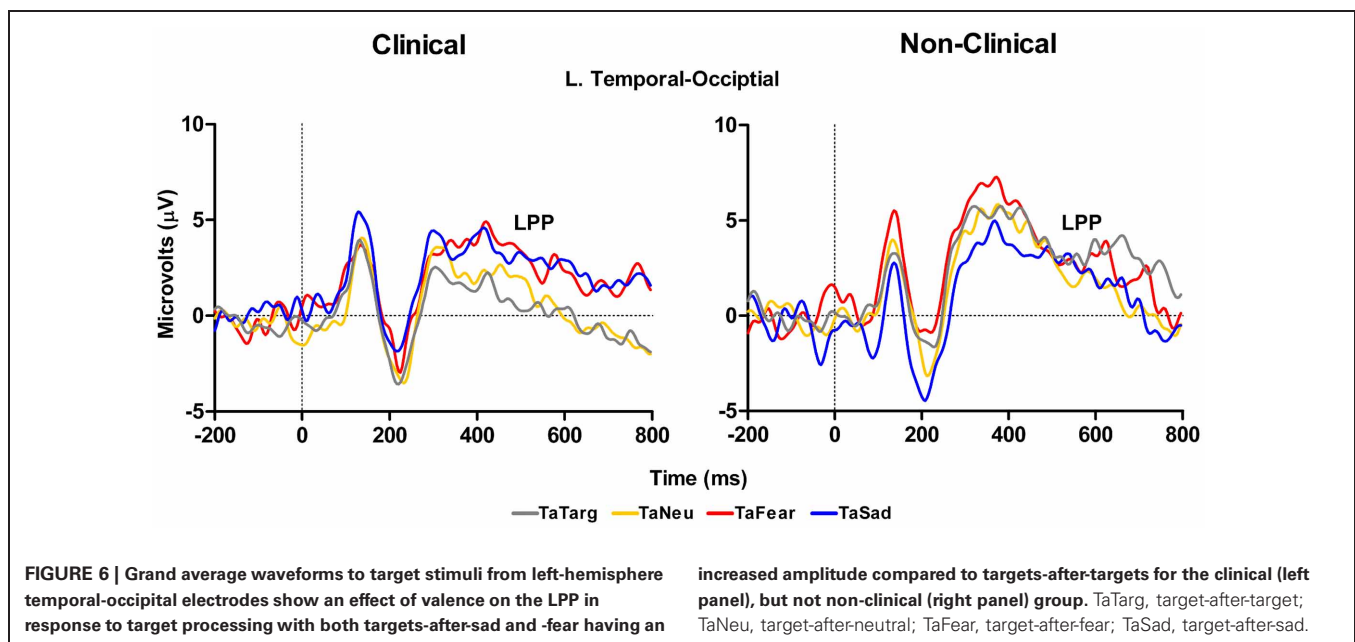 Clinical
Non-Clinical
L. Temporal-Occiptial
10
5
0
-5
Microvolts (µV)
LPP
-200 0 200 400 600 800
10
5
0
-5
LPP
-200 0 200 400 600 800
Time (ms)
TaTarg TaNeu TaFear TaSad
FIGURE 6 | Grand average waveforms to target stimuli from left-hemisphere
temporal-occipital electrodes show an effect of valence on the LPP in
response to target processing with both targets-after-sad and -fear having an
increased amplitude compared to targets-after-targets for the clinical (left
panel), but not non-clinical (right panel) group. TaTarg, target-after-target;
TaNeu, target-after-neutral; TaFear, target-after-fear; TaSad, target-after-sad.